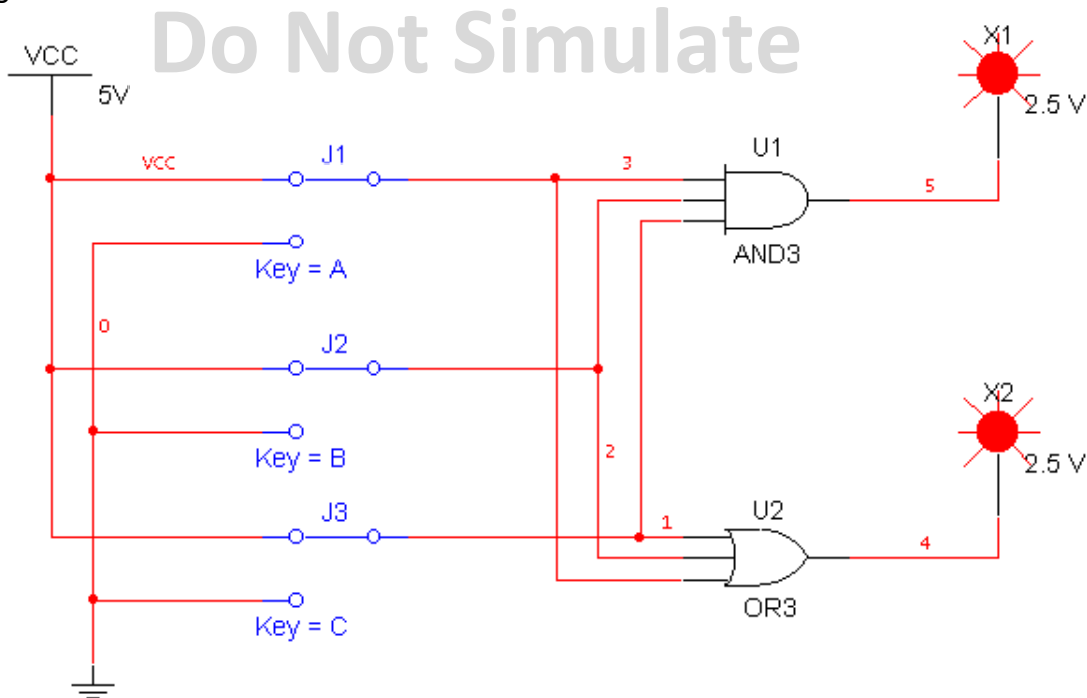 Do Not Simulate
VCC
5V
X1
2.5 V
VCC
J1
3
U1
5
AND3
Key = A
0
J2
X2
2.5 V
Key = B
2
J3
1
U2
4
OR3
Key = C